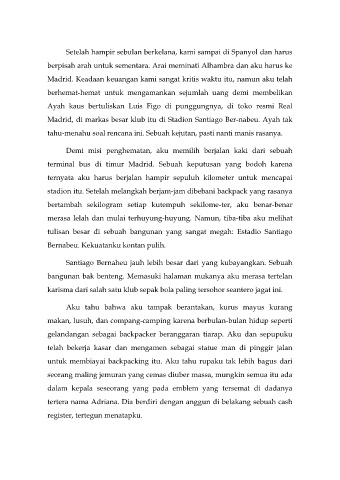 Setelah hampir sebulan berkelana, kami sampai di Spanyol dan harus
berpisah arah untuk sementara. Arai meminati Alhambra dan aku harus ke
Madrid. Keadaan keuangan kami sangat kritis waktu itu, namun aku telah
berhemat-hemat untuk mengamankan sejumlah uang demi membelikan
Ayah kaus bertuliskan Luis Figo di punggungnya, di toko resmi Real
Madrid, di markas besar klub itu di Stadion Santiago Ber-nabeu. Ayah tak
tahu-menahu soal rencana ini. Sebuah kejutan, pasti nanti manis rasanya.
Demi misi penghematan, aku memilih berjalan kaki dari sebuah
terminal bus di timur Madrid. Sebuah keputusan yang bodoh karena
ternyata aku harus berjalan hampir sepuluh kilometer untuk mencapai
stadion itu. Setelah melangkah berjam-jam dibebani backpack yang rasanya
bertambah sekilogram setiap kutempuh sekilome-ter, aku benar-benar
merasa lelah dan mulai terhuyung-huyung. Namun, tiba-tiba aku melihat
tulisan besar di sebuah bangunan yang sangat megah: Estadio Santiago
Bernabeu. Kekuatanku kontan pulih.
Santiago Bernaheu jauh lebih besar dari yang kubayangkan. Sebuah
bangunan bak benteng. Memasuki halaman mukanya aku merasa tertelan
karisma dari salah satu klub sepak bola paling tersohor seantero jagat ini.
Aku tahu bahwa aku tampak berantakan, kurus mayus kurang
makan, lusuh, dan compang-camping karena berbulan-bulan hidup seperti
gelandangan sebagai backpacker beranggaran tiarap. Aku dan sepupuku
telah bekerja kasar dan mengamen sebagai statue man di pinggir jalan
untuk membiayai backpacking itu. Aku tahu rupaku tak lebih bagus dari
seorang maling jemuran yang cemas diuber massa, mungkin semua itu ada
dalam kepala seseorang yang pada emblem yang tersemat di dadanya
tertera nama Adriana. Dia berdiri dengan anggun di belakang sebuah cash
register, tertegun menatapku.